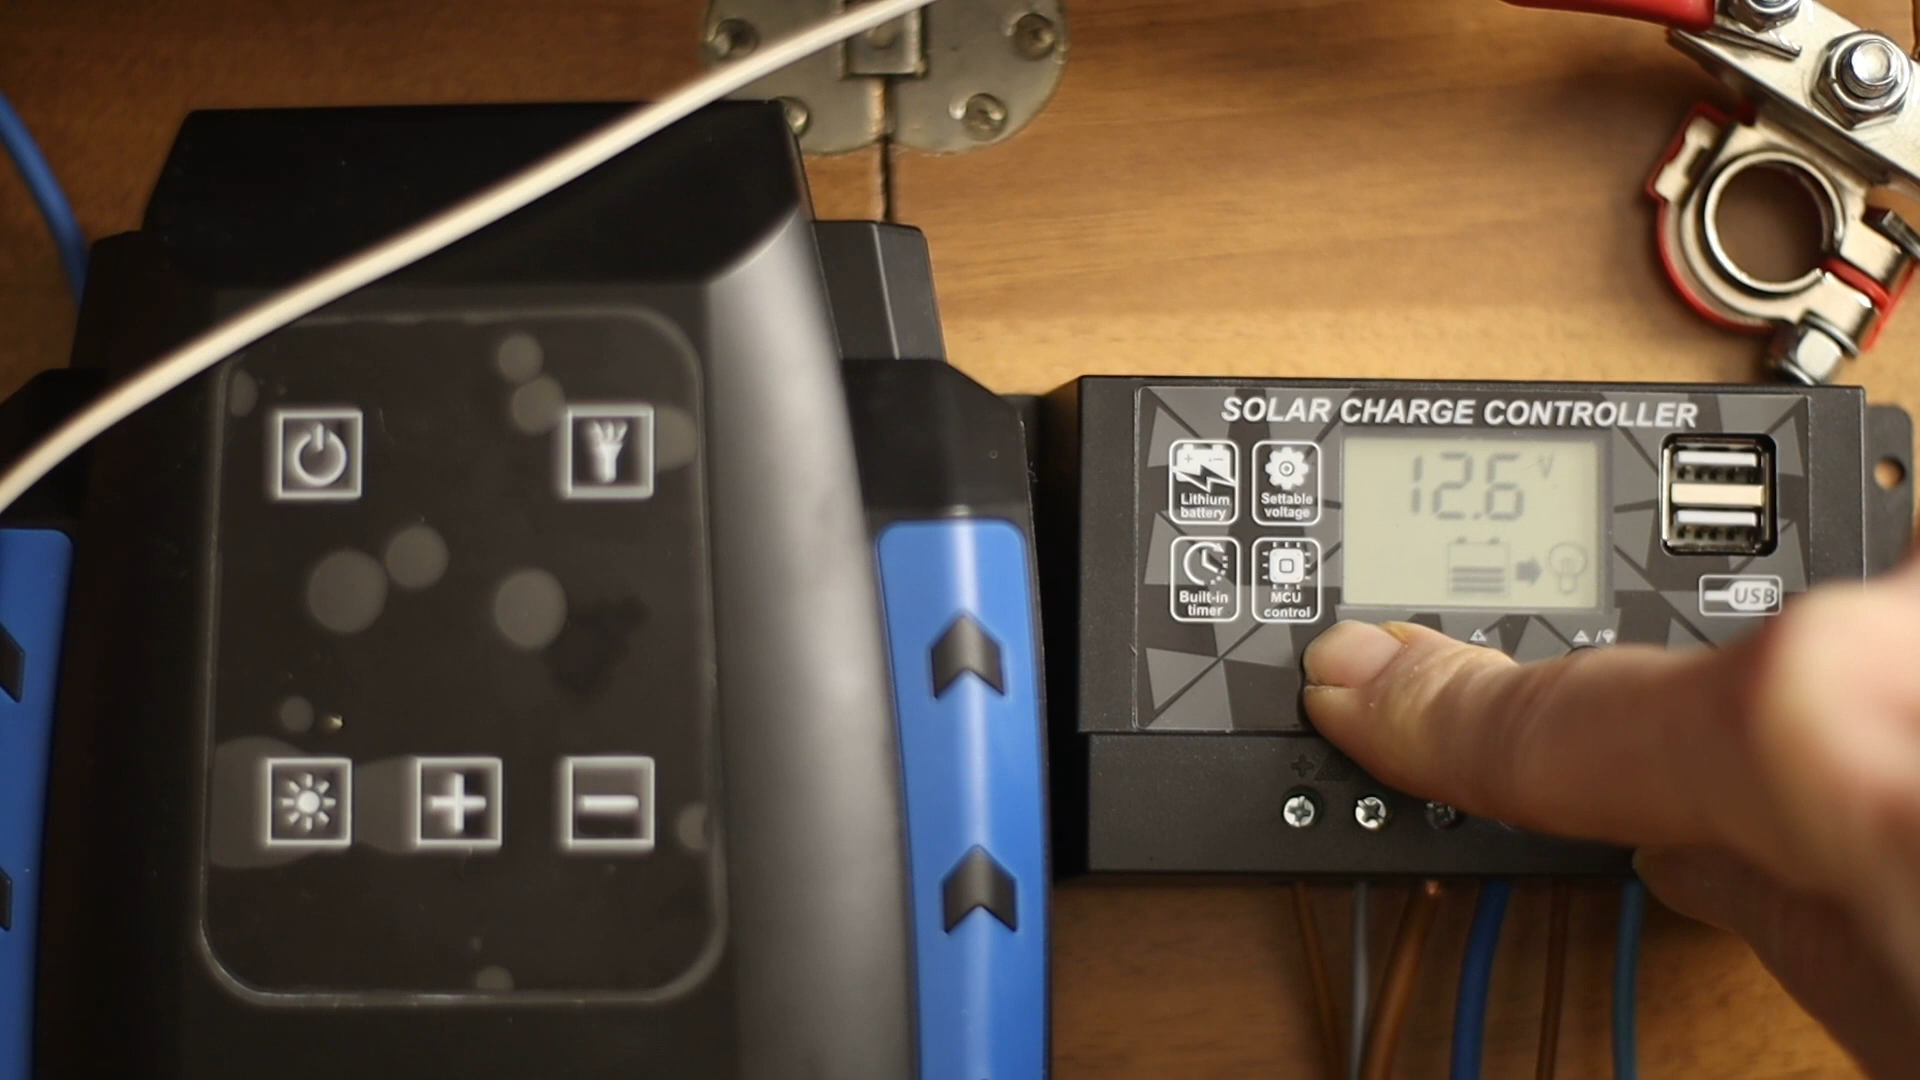 SOLAR CHARGE CONTROLLER
Lithium
battery
Settable
voltage
12.6 V
Built-in
timer
MCU
control
USB